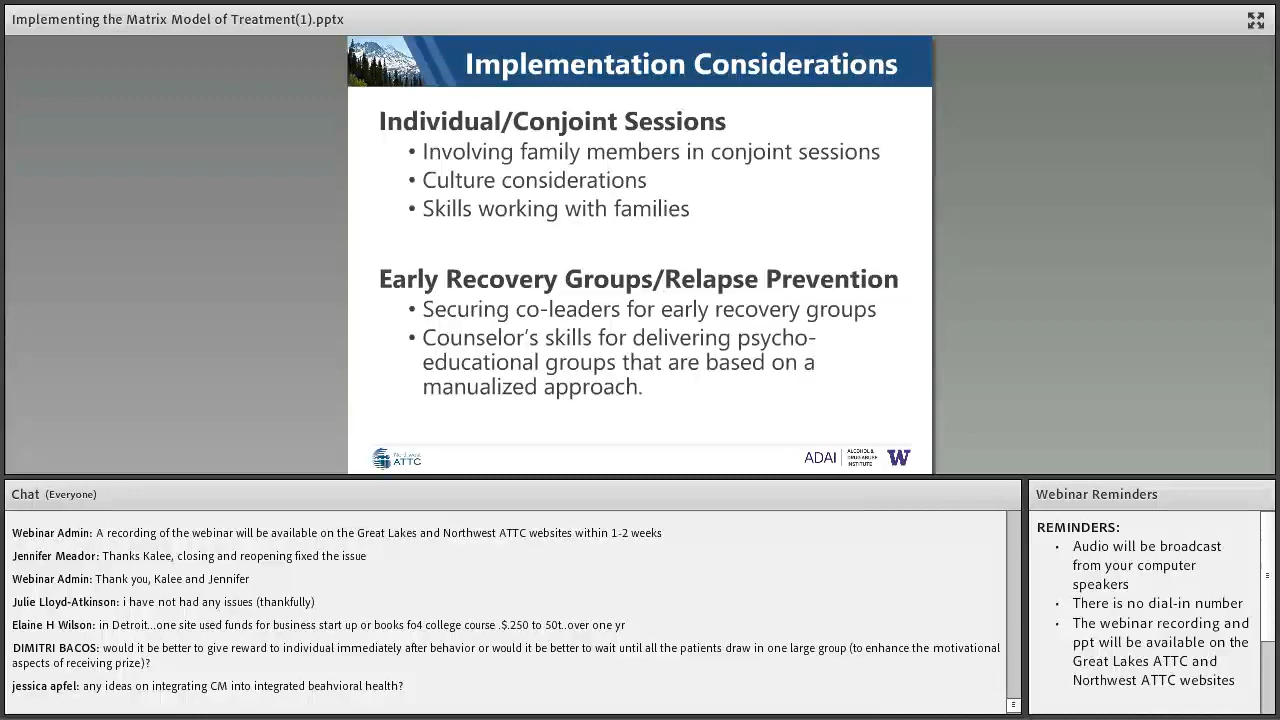 Implementing the Matrix Model of Treatment(1).pptx
Implementation Considerations
Individual/Conjoint Sessions
• Involving family members in conjoint sessions
• Culture considerations
• Skills working with families
Early Recovery Groups/Relapse Prevention
• Securing co-leaders for early recovery groups
• Counselor's skills for delivering psycho-
educational groups that are based on a
manualized approach.
Northwest
ATTC
ADAI
ALCOHOL &
DRUG ABUSE
INSTITUTE
W
Chat (Everyone)
Webinar Admin: A recording of the webinar will be available on the Great Lakes and Northwest ATTC websites within 1-2 weeks
Jennifer Meador: Thanks Kalee, closing and reopening fixed the issue
Webinar Admin: Thank you, Kalee and Jennifer
Julie Lloyd-Atkinson: i have not had any issues (thankfully)
Elaine H Wilson: in Detroit...one site used funds for business start up or books fo4 college course .$.250 to 50t..over one yr
DIMITRI BACOS: would it be better to give reward to individual immediately after behavior or would it be better to wait until all the patients draw in one large group (to enhance the motivational
aspects of receiving prize)?
jessica apfel: any ideas on integrating CM into integrated beahvioral health?
Webinar Reminders
REMINDERS:
• Audio will be broadcast
from your computer
speakers
• There is no dial-in number
• The webinar recording and
ppt will be available on the
Great Lakes ATTC and
Northwest ATTC websites